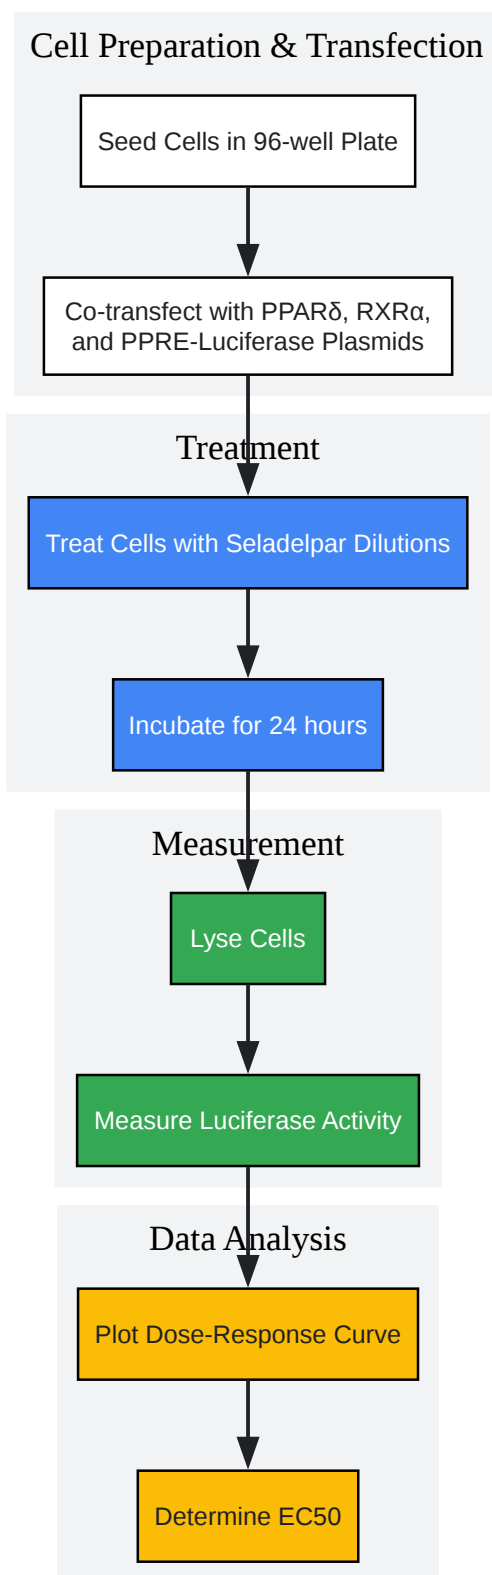 Cell Preparation & Transfection
Seed Cells in 96-well Plate
Co-transfect with PPARδ, RXRα,
and PPRE-Luciferase Plasmids
Treatment
Treat Cells with Seladelpar Dilutions
Incubate for 24 hours
Measurement
Lyse Cells
Measure Luciferase Activity
Data Analysis
Plot Dose-Response Curve
Determine EC50